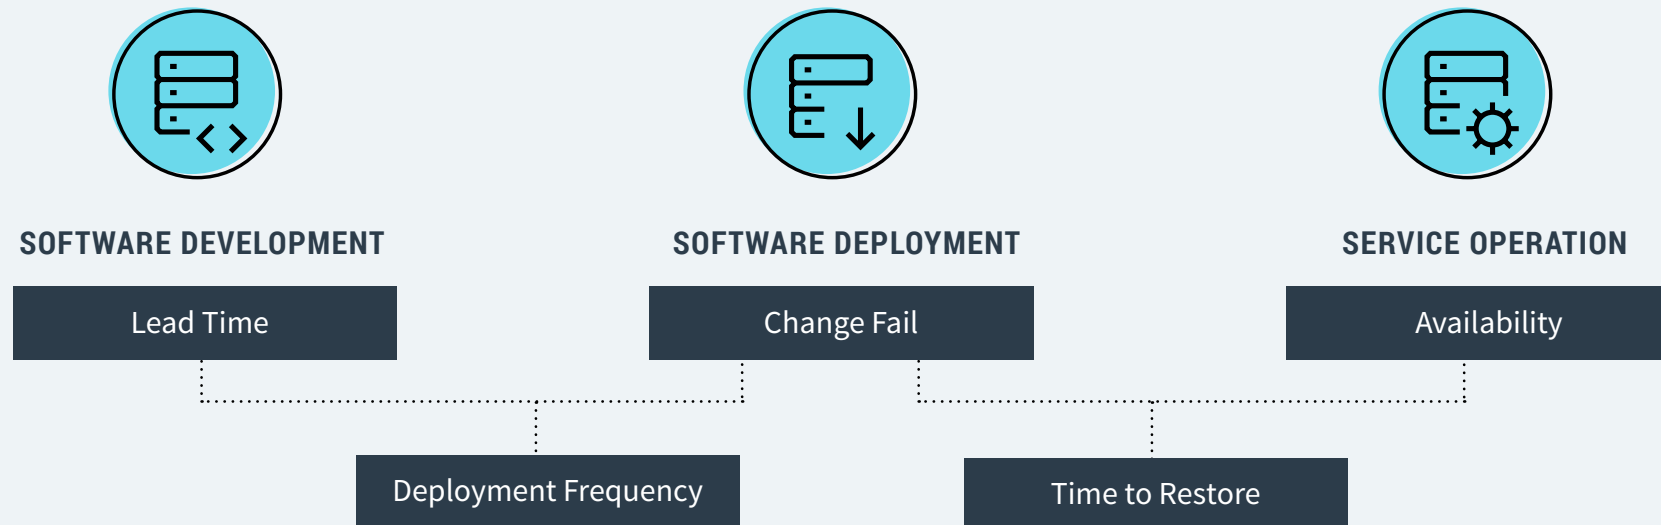 SOFTWARE DEVELOPMENT
SOFTWARE DEPLOYMENT
SERVICE OPERATION
Lead Time
Change Fail
Availability
Deployment Frequency
Time to Restore